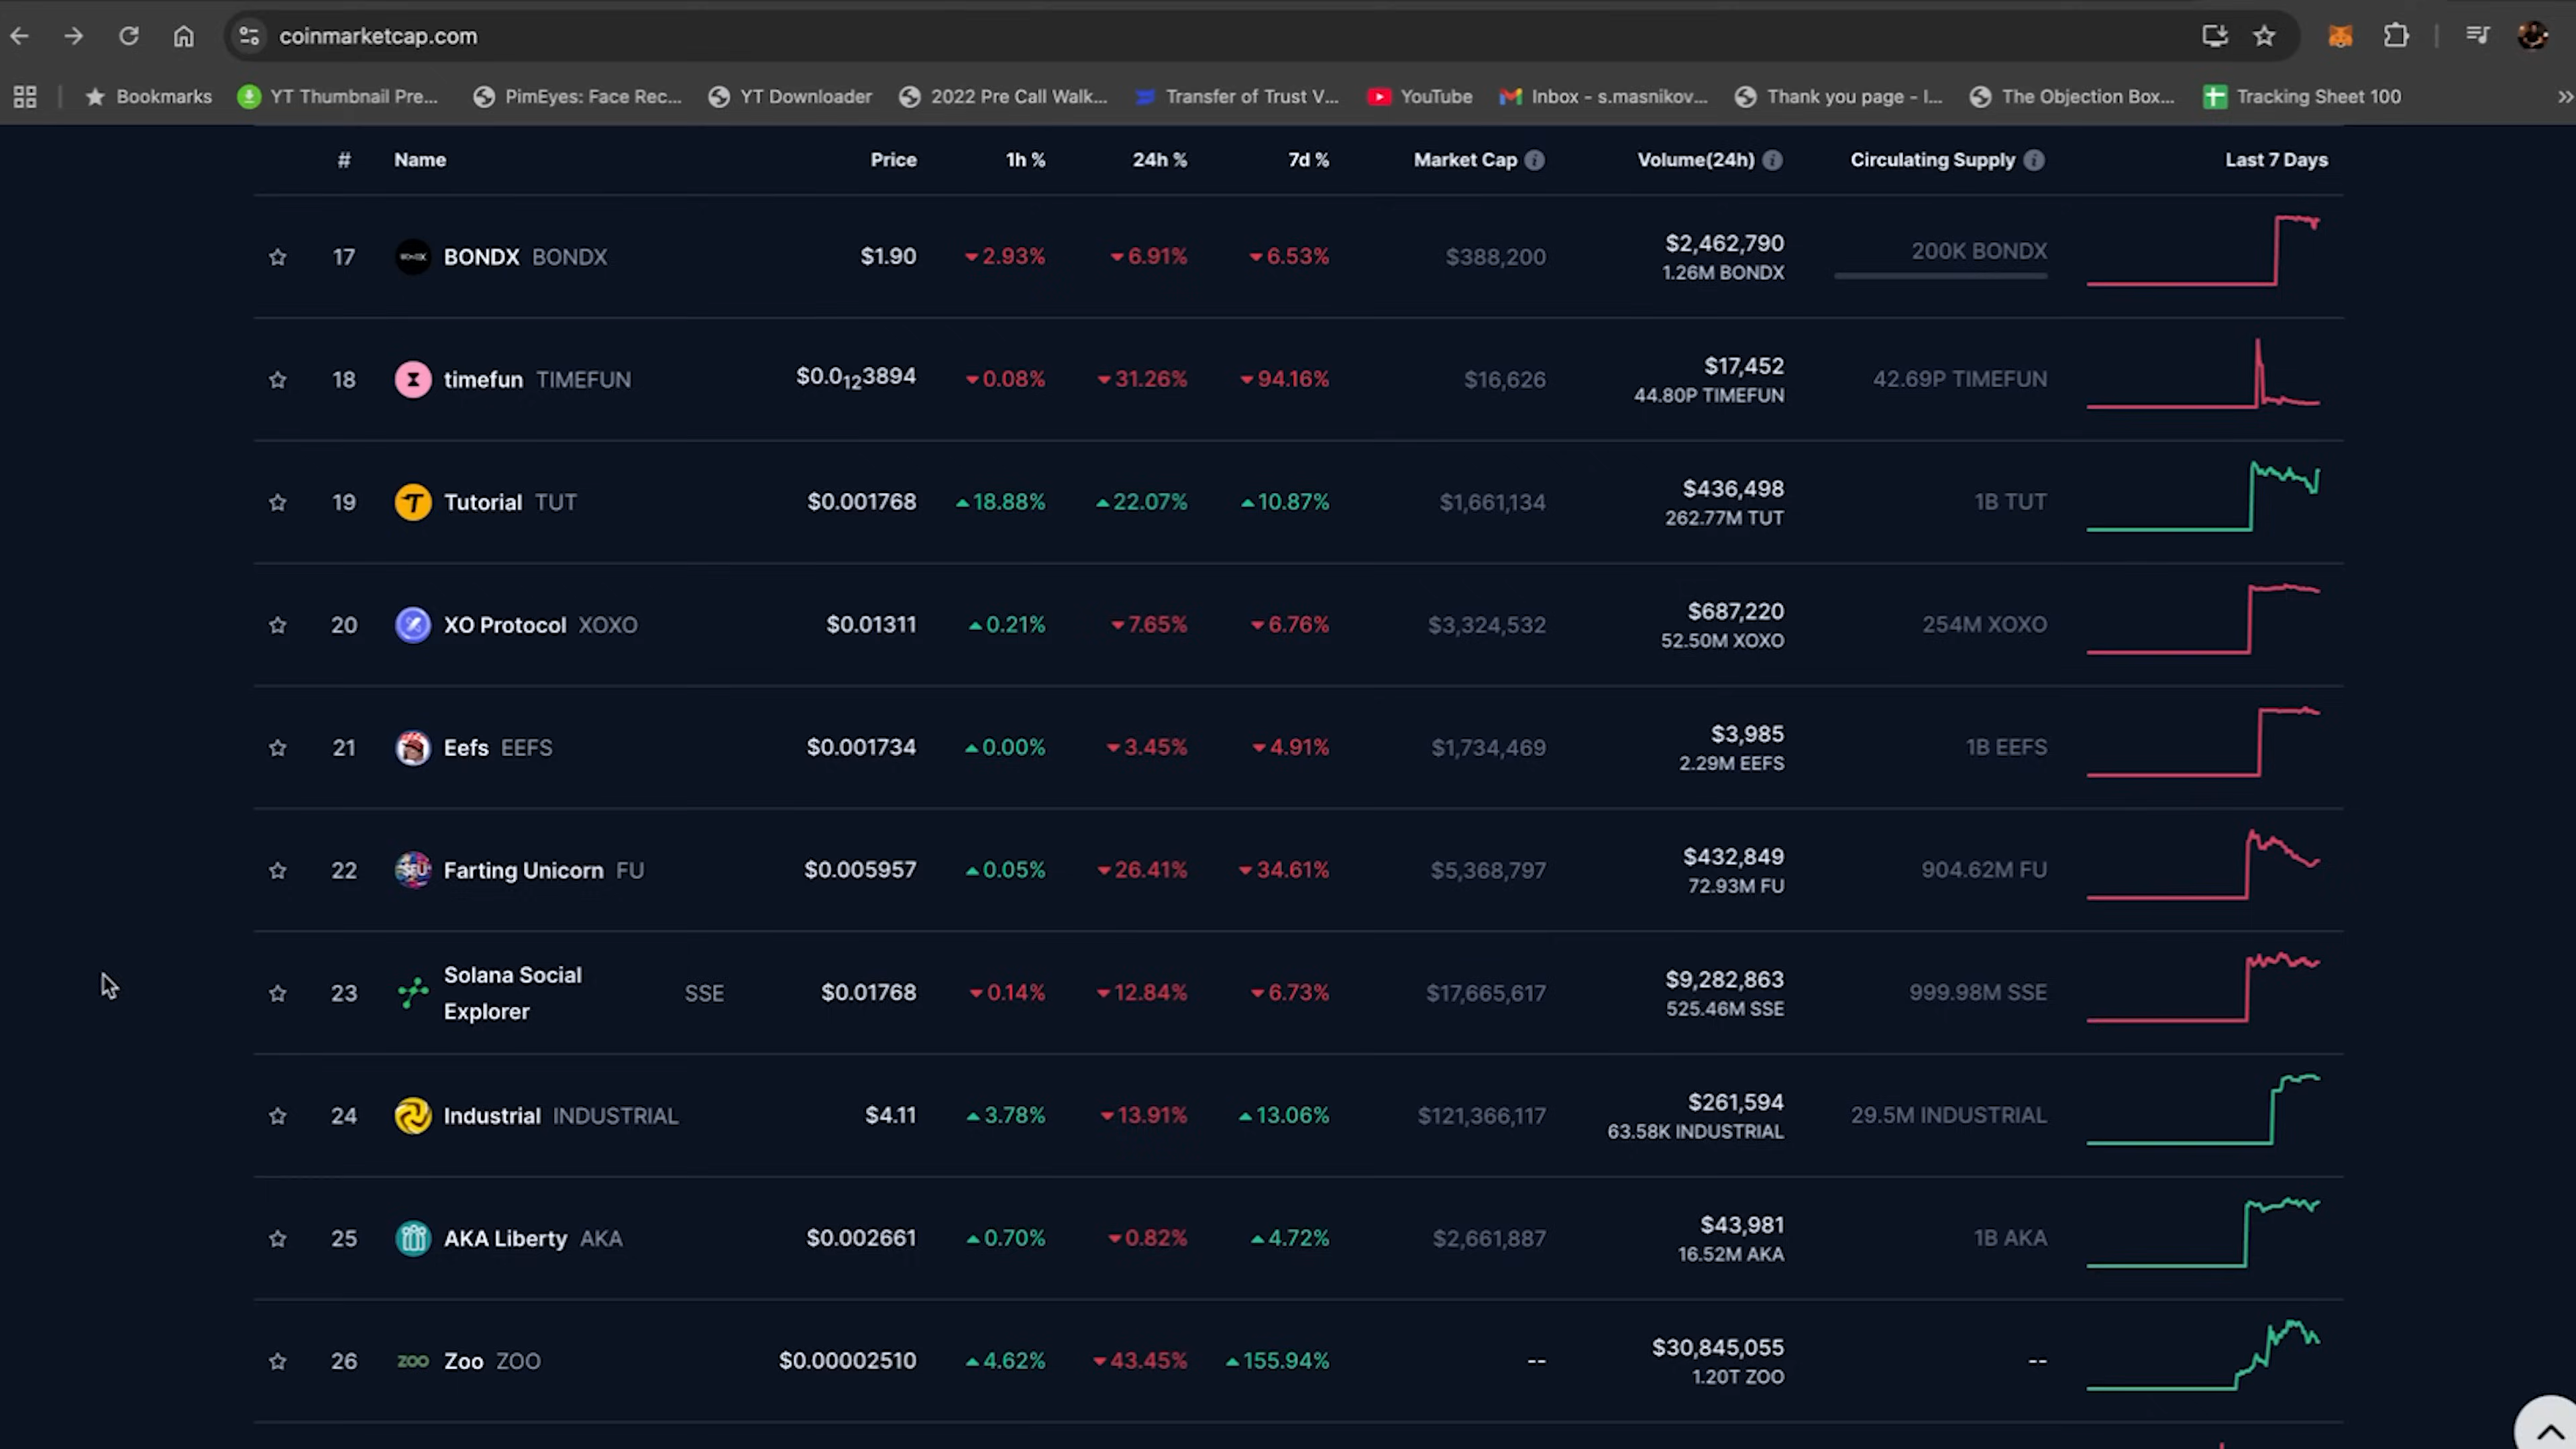 coinmarketcap.com
Bookmarks YT Thumbnail Pre... PimEyes: Face Rec... YT Downloader 2022 Pre Call Walk... Transfer of Trust V... YouTube Inbox - s.masnikov... Thank you page - I... The Objection Box... Tracking Sheet 100
# Name Price 1h % 24h % 7d % Market Cap Volume(24h) Circulating Supply Last 7 Days
17 BONDX BONDX $1.90 2.93% 6.91% 6.53% $388,200 $2,462,790 200K BONDX
1.26M BONDX
18 timefun TIMEFUN $0.0₁₂3894 0.08% 31.26% 94.16% $16,626 $17,452 42.69P TIMEFUN
44.80P TIMEFUN
19 Tutorial TUT $0.001768 18.88% 22.07% 10.87% $1,661,134 $436,498 1B TUT
262.77M TUT
20 XO Protocol XOXO $0.01311 0.21% 7.65% 6.76% $3,324,532 $687,220 254M XOXO
52.50M XOXO
21 Eefs EEFS $0.001734 0.00% 3.45% 4.91% $1,734,469 $3,985 1B EEFS
2.29M EEFS
22 Farting Unicorn FU $0.005957 0.05% 26.41% 34.61% $5,368,797 $432,849 904.62M FU
72.93M FU
23 Solana Social Explorer SSE $0.01768 0.14% 12.84% 6.73% $17,665,617 $9,282,863 999.98M SSE
525.46M SSE
24 Industrial INDUSTRIAL $4.11 3.78% 13.91% 13.06% $121,366,117 $261,594 29.5M INDUSTRIAL
63.58K INDUSTRIAL
25 AKA Liberty AKA $0.002661 0.70% 0.82% 4.72% $2,661,887 $43,981 1B AKA
16.52M AKA
26 ZOO Zoo ZOO $0.00002510 4.62% 43.45% 155.94% -- $30,845,055 --
1.20T ZOO